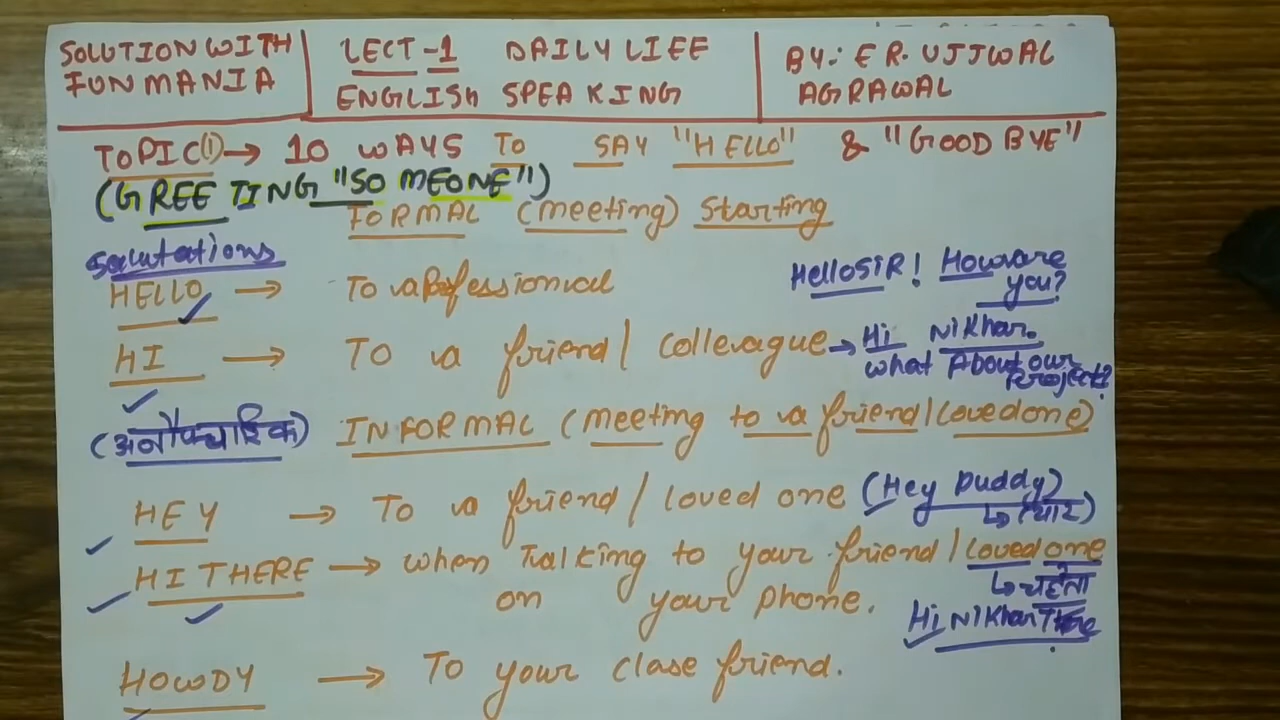 SOLUTION WITH
FUN MANIA
LECT-1 DAILY LIFE
ENGLISH SPEAKING
BY:- ER. UJJWAL
AGRAWAL
TOPIC(1)→ 10 WAYS TO SAY "HELLO" & "GOOD BYE"
(GREETING "SOMEONE")
FORMAL (meeting) Starting
Salutations
HELLO → To a Professional
HelloSIR! How are
you?
HI → To a friend/ colleague → Hi Nikhar.
what About our
Project?
(अनौपचारिक) INFORMAL (meeting to a friend/Loved one)
HEY → To a friend/ loved one (Hey Duddy)
↳ (यार)
HI THERE → when Talking to your friend/Loved one
on your phone.
↳ चहेता
Hi Nikhar There
HOWDY → To your close friend.